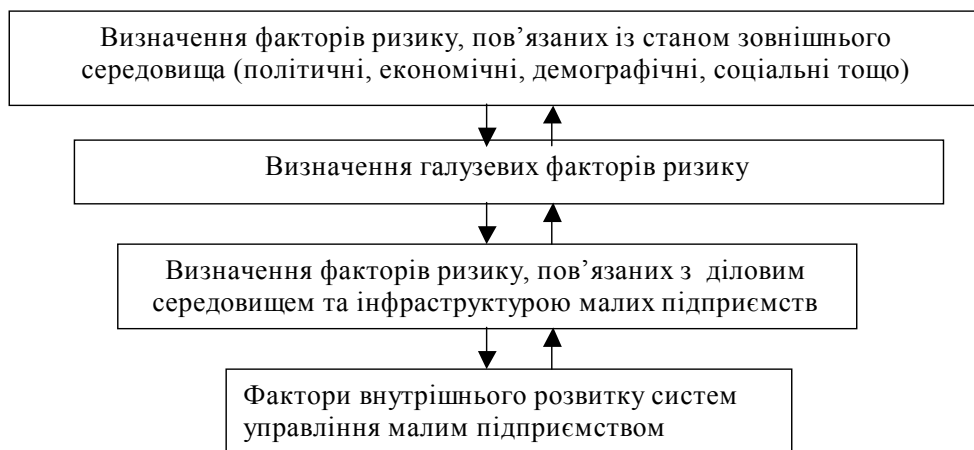 Визначення факторів ризику, пов’язаних із станом зовнішнього
середовища (політичні, економічні, демографічні, соціальні тощо)
Визначення галузевих факторів ризику
Визначення факторів ризику, пов’язаних з діловим
середовищем та інфраструктурою малих підприємств
Фактори внутрішнього розвитку систем
управління малим підприємством